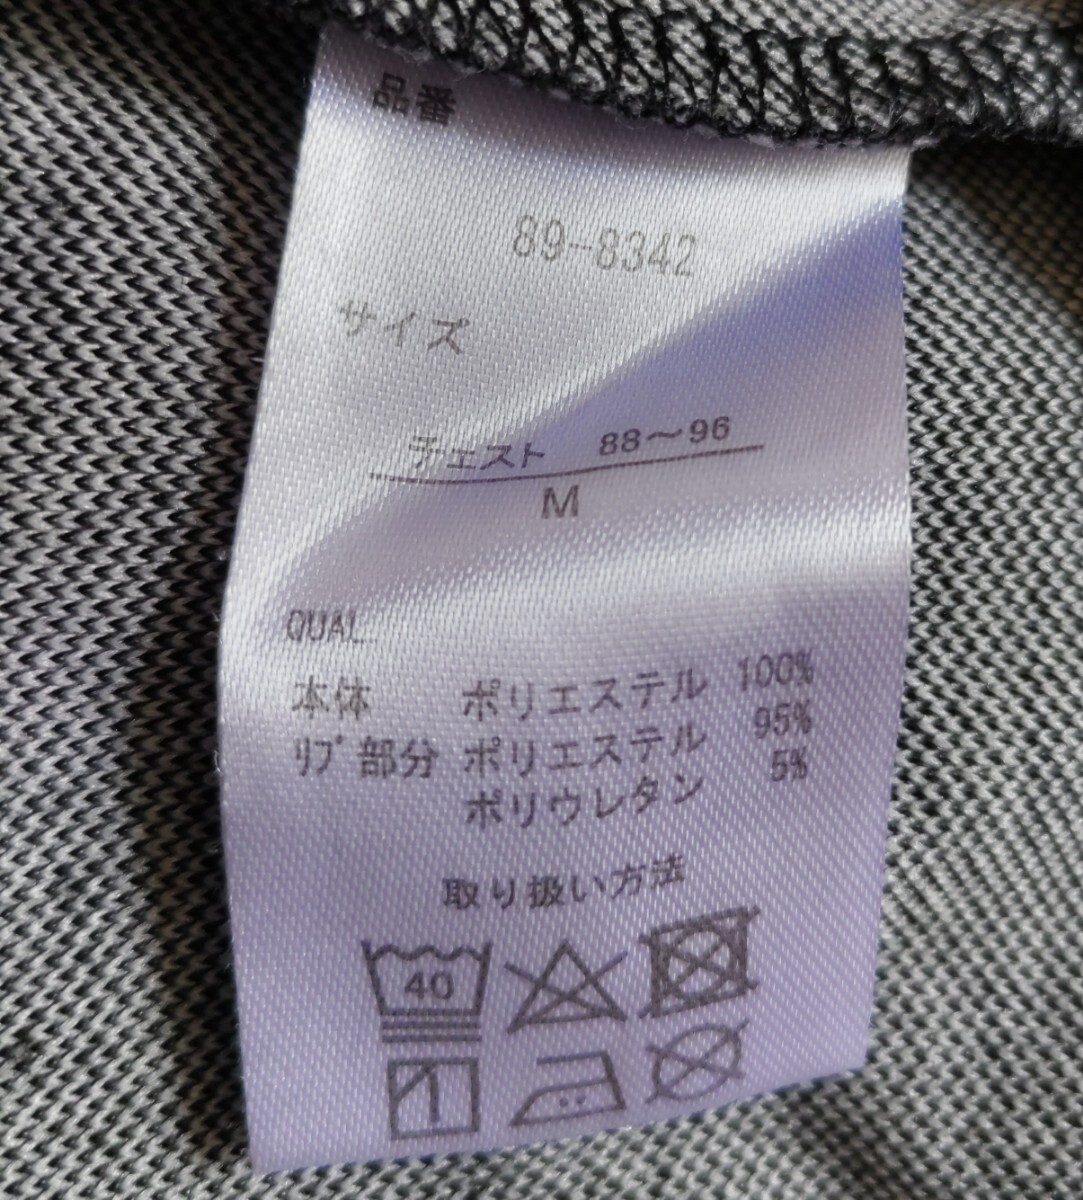 品番
89-8342
サイズ
チェスト 88〜96
M
QUAL
本体 ポリエステル 100%
ﾘﾌﾞ部分 ポリエステル 95%
ポリウレタン 5%
取り扱い方法
40